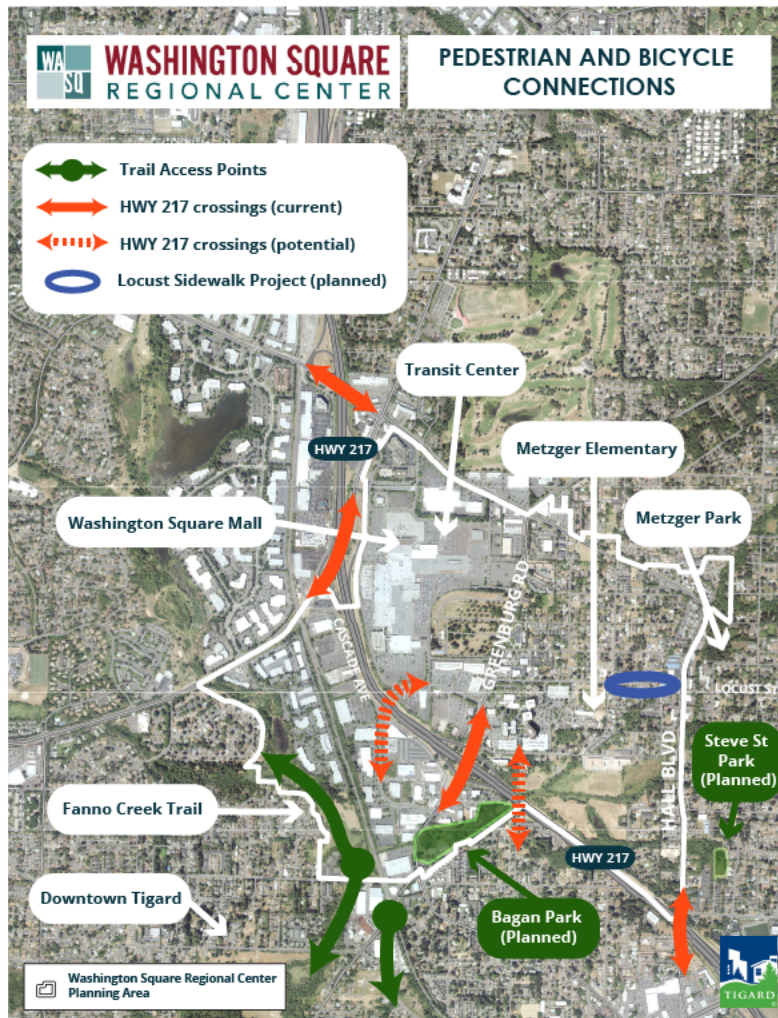 WA
SQ
WASHINGTON SQUARE
REGIONAL CENTER
PEDESTRIAN AND BICYCLE
CONNECTIONS
Trail Access Points
HWY 217 crossings (current)
HWY 217 crossings (potential)
Locust Sidewalk Project (planned)
Transit Center
HWY 217
Metzger Elementary
Washington Square Mall
Metzger Park
GREENBURG RD
CASCADE AVE
LOCUST ST
HALL BLVD
Steve St
Park
(Planned)
Fanno Creek Trail
HWY 217
Downtown Tigard
Bagan Park
(Planned)
Washington Square Regional Center
Planning Area
TIGARD